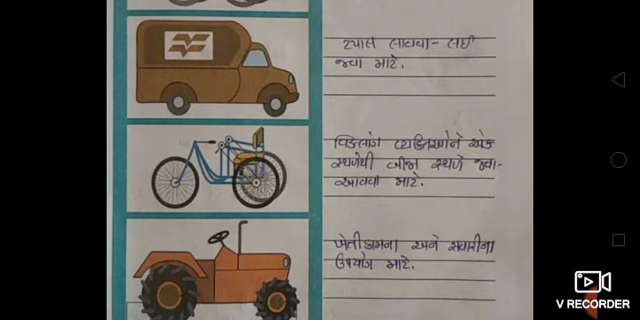 ટપાલ લાવવા - લઈ
જવા માટે.
વિકલાંગ વ્યક્તિઓને એક
સ્થળેથી બીજા સ્થળે જવા-
આવવા માટે.
ખેતીકામના અને સવારીના
ઉપયોગ માટે.
V RECORDER